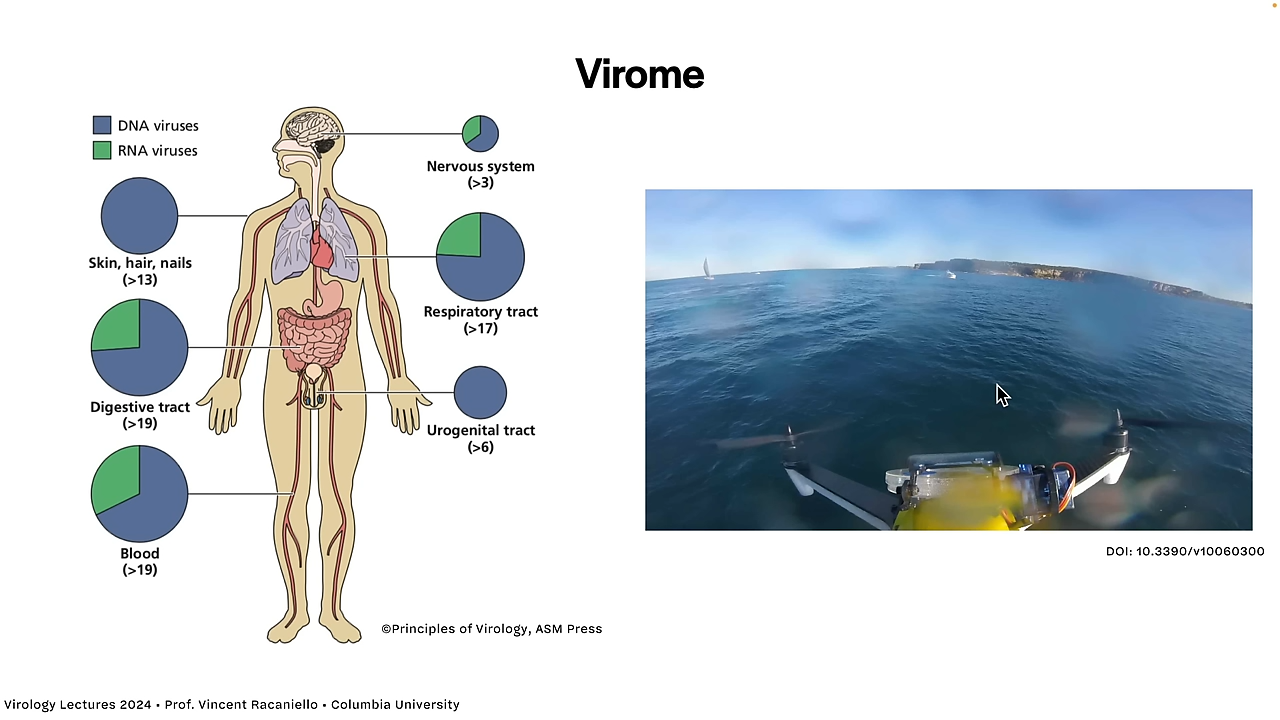 Virome
DNA viruses
RNA viruses
Nervous system
(>3)
Skin, hair, nails
(>13)
Respiratory tract
(>17)
Digestive tract
(>19)
Urogenital tract
(>6)
Blood
(>19)
DOI: 10.3390/v10060300
©Principles of Virology, ASM Press
Virology Lectures 2024 • Prof. Vincent Racaniello • Columbia University